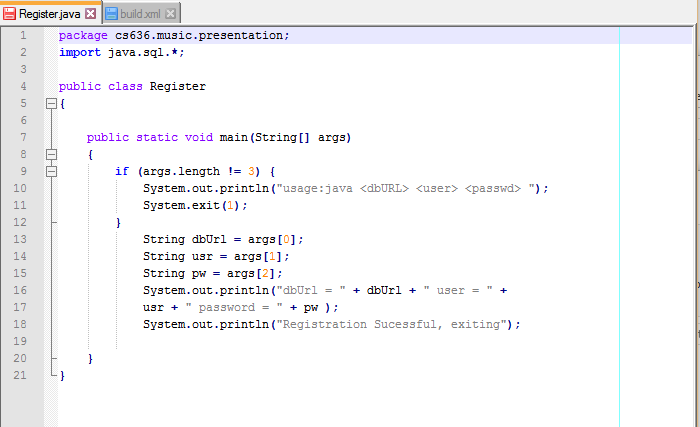 Register.java build.xml
1 package cs636.music.presentation;
2 import java.sql.*;
3
4 public class Register
5 {
6
7 public static void main(String[] args)
8 {
9 if (args.length != 3) {
10 System.out.println("usage:java <dbURL> <user> <passwd> ");
11 System.exit(1);
12 }
13 String dbUrl = args[0];
14 String usr = args[1];
15 String pw = args[2];
16 System.out.println("dbUrl = " + dbUrl + " user = " +
17 usr + " password = " + pw );
18 System.out.println("Registration Sucessful, exiting");
19
20 }
21 }